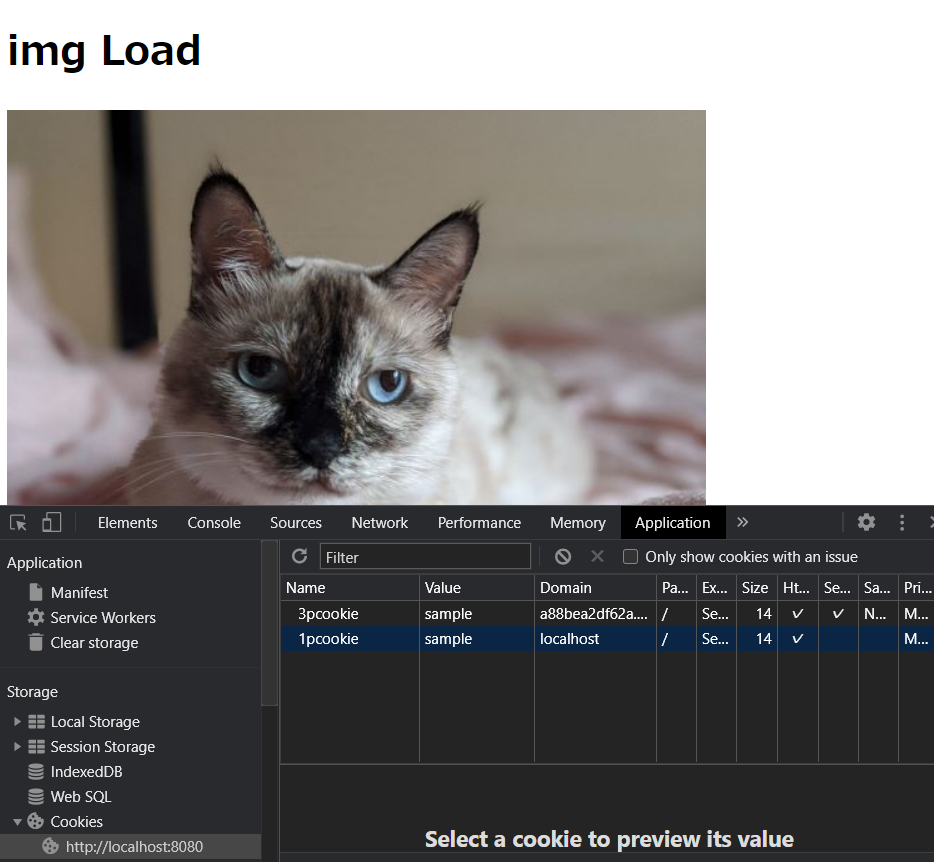 img Load
Elements Console Sources Network Performance Memory Application »
Application
Manifest
Service Workers
Clear storage
Storage
Local Storage
Session Storage
IndexedDB
Web SQL
Cookies
http://localhost:8080
Filter Only show cookies with an issue
Name Value Domain Pa... Ex... Size Ht... Se... Sa... Pri...
3pcookie sample a88bea2df62a.... / Se... 14 ✓ ✓ N... M...
1pcookie sample localhost / Se... 14 ✓ M...
Select a cookie to preview its value